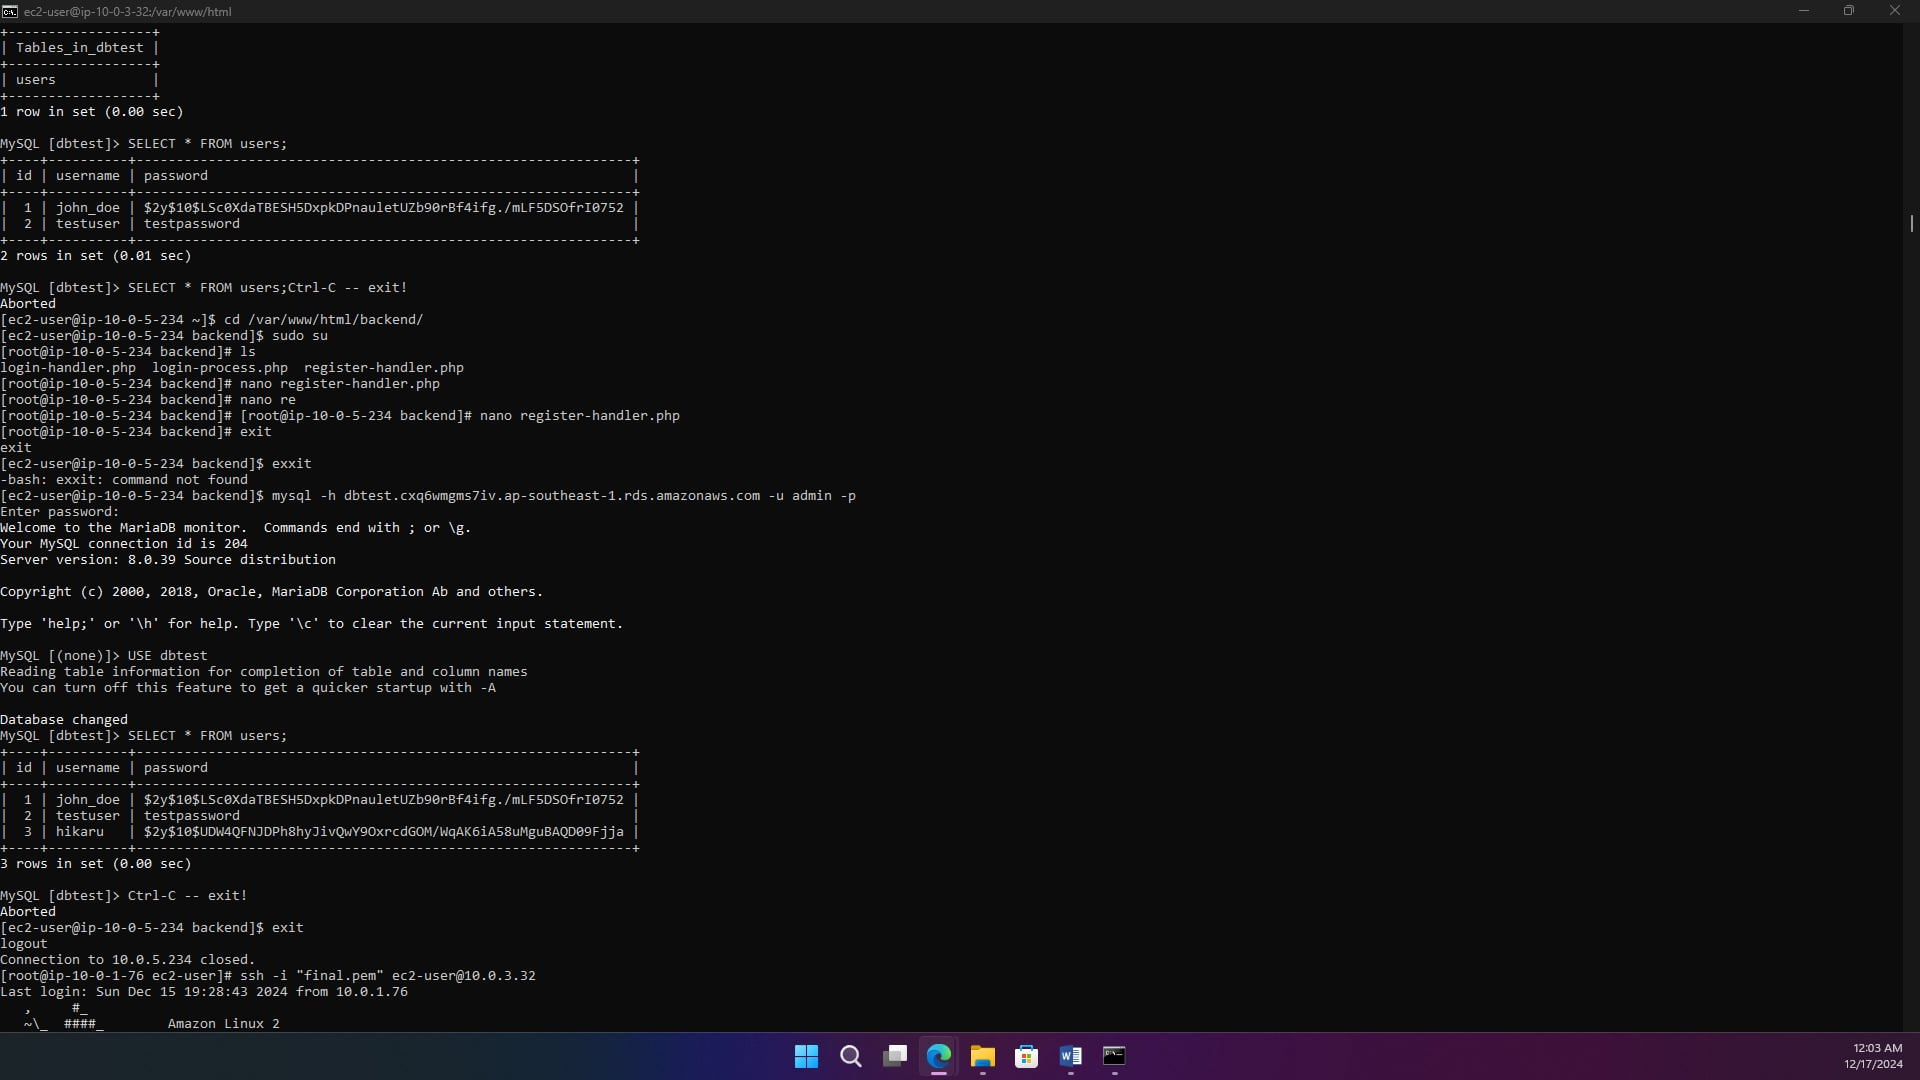 ec2-user@ip-10-0-3-32:/var/www/html
+------------------+
| Tables_in_dbtest |
+------------------+
| users            |
+------------------+
1 row in set (0.00 sec)
MySQL [dbtest]> SELECT * FROM users;
+----+----------+--------------------------------------------------------------+
| id | username | password                                                     |
+----+----------+--------------------------------------------------------------+
|  1 | john_doe | $2y$10$LSc0XdaTBESH5DxpkDPnauletUZb90rBf4ifg./mLF5DSOfrI0752 |
|  2 | testuser | testpassword                                                 |
+----+----------+--------------------------------------------------------------+
2 rows in set (0.01 sec)
MySQL [dbtest]> SELECT * FROM users;Ctrl-C -- exit!
Aborted
[ec2-user@ip-10-0-5-234 ~]$ cd /var/www/html/backend/
[ec2-user@ip-10-0-5-234 backend]$ sudo su
[root@ip-10-0-5-234 backend]# ls
login-handler.php  login-process.php  register-handler.php
[root@ip-10-0-5-234 backend]# nano register-handler.php
[root@ip-10-0-5-234 backend]# nano re
[root@ip-10-0-5-234 backend]# [root@ip-10-0-5-234 backend]# nano register-handler.php
[root@ip-10-0-5-234 backend]# exit
exit
[ec2-user@ip-10-0-5-234 backend]$ exxit
-bash: exxit: command not found
[ec2-user@ip-10-0-5-234 backend]$ mysql -h dbtest.cxq6wmgms7iv.ap-southeast-1.rds.amazonaws.com -u admin -p
Enter password:
Welcome to the MariaDB monitor.  Commands end with ; or \g.
Your MySQL connection id is 204
Server version: 8.0.39 Source distribution
Copyright (c) 2000, 2018, Oracle, MariaDB Corporation Ab and others.
Type 'help;' or '\h' for help. Type '\c' to clear the current input statement.
MySQL [(none)]> USE dbtest
Reading table information for completion of table and column names
You can turn off this feature to get a quicker startup with -A
Database changed
MySQL [dbtest]> SELECT * FROM users;
+----+----------+--------------------------------------------------------------+
| id | username | password                                                     |
+----+----------+--------------------------------------------------------------+
|  1 | john_doe | $2y$10$LSc0XdaTBESH5DxpkDPnauletUZb90rBf4ifg./mLF5DSOfrI0752 |
|  2 | testuser | testpassword                                                 |
|  3 | hikaru   | $2y$10$UDW4QFNJDPh8hyJivQwY9OxrcdGOM/WqAK6iA58uMguBAQD09Fjja |
+----+----------+--------------------------------------------------------------+
3 rows in set (0.00 sec)
MySQL [dbtest]> Ctrl-C -- exit!
Aborted
[ec2-user@ip-10-0-5-234 backend]$ exit
logout
Connection to 10.0.5.234 closed.
[root@ip-10-0-1-76 ec2-user]# ssh -i "final.pem" ec2-user@10.0.3.32
Last login: Sun Dec 15 19:28:43 2024 from 10.0.1.76
   ,     #_
   ~\_  ####_        Amazon Linux 2
12:03 AM
12/17/2024